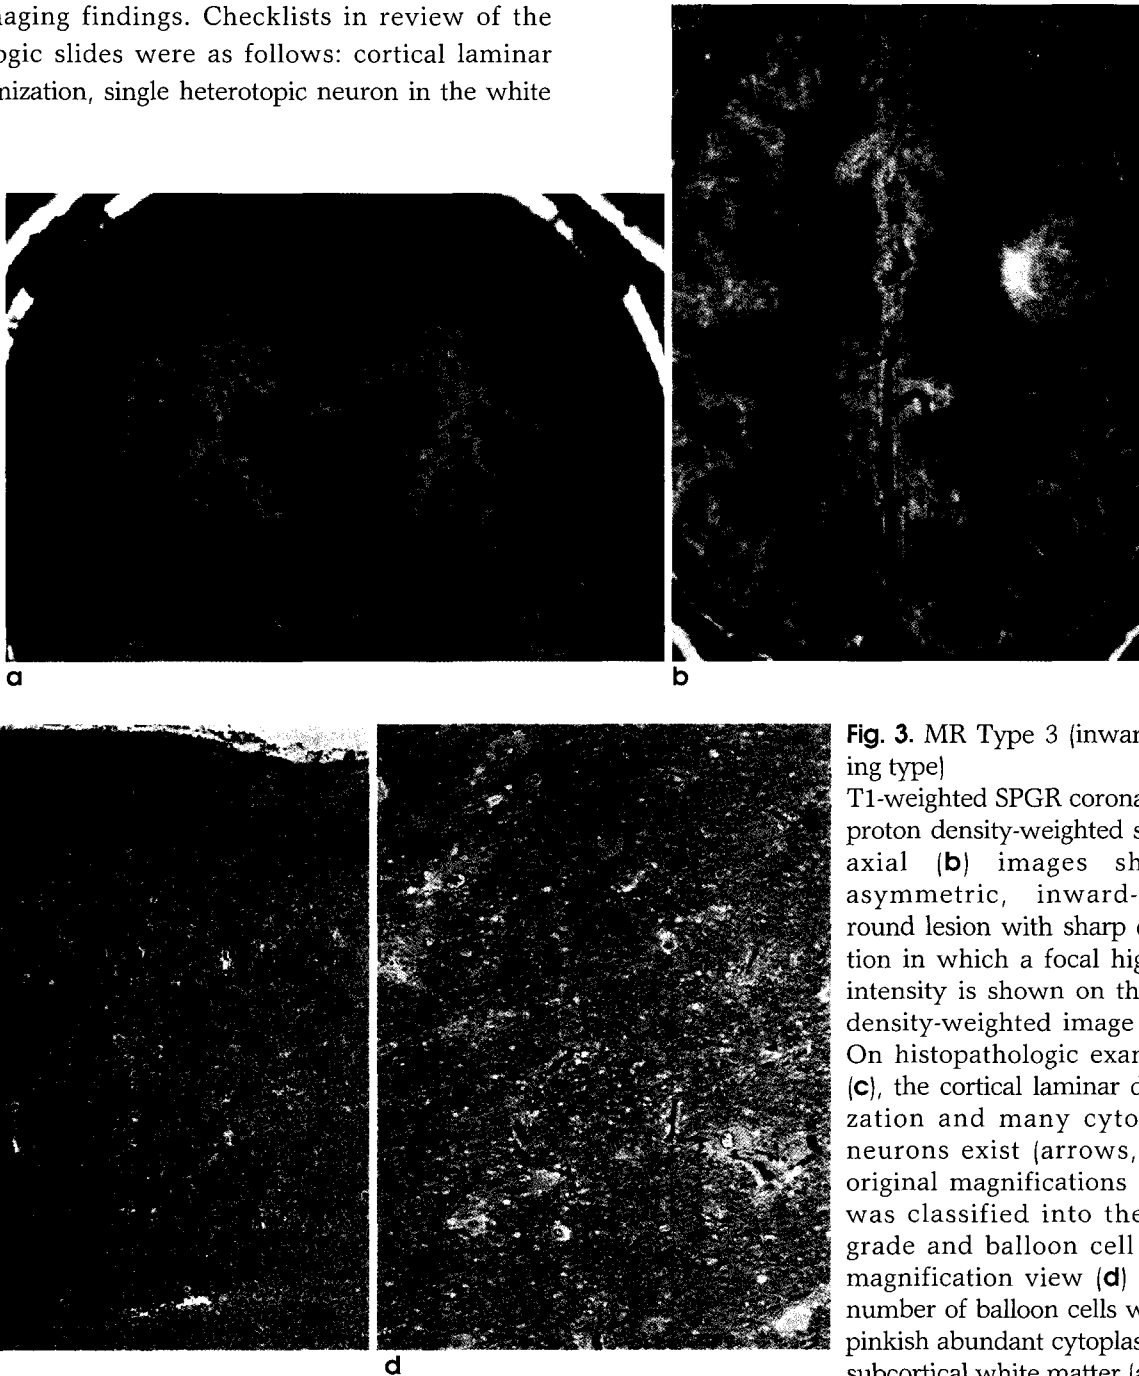 aging findings. Checklists in review of the
ogic slides were as follows: cortical laminar
nization, single heterotopic neuron in the white
a
b
d
Fig. 3. MR Type 3 (inwar
ing type)
T1-weighted SPGR corona
proton density-weighted s
axial (b) images sh
asymmetric, inward-
round lesion with sharp
tion in which a focal hig
intensity is shown on th
density-weighted image
On histopathologic exam
(c), the cortical laminar d
zation and many cyto
neurons exist (arrows,
original magnifications
was classified into the
grade and balloon cell
magnification view (d)
number of balloon cells w
pinkish abundant cytoplas
subcortical white matter (a